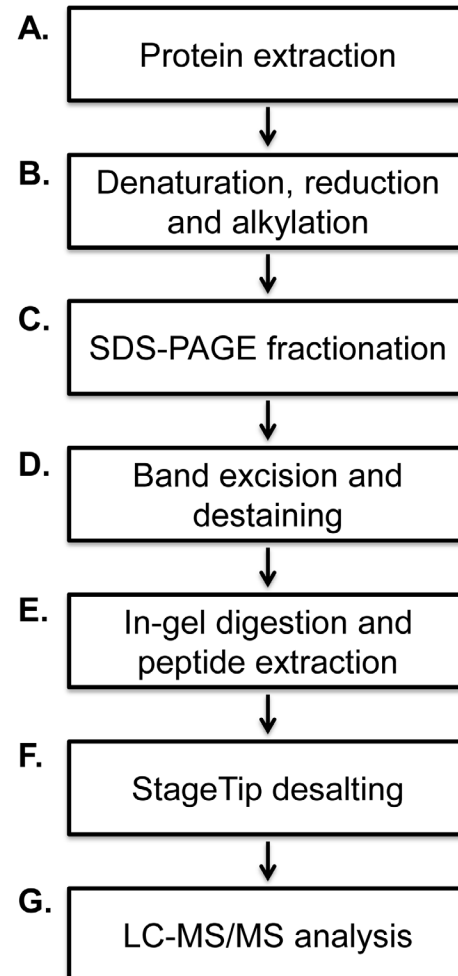 A.
Protein extraction
B.
Denaturation, reduction
and alkylation
C.
SDS-PAGE fractionation
D.
Band excision and
destaining
E.
In-gel digestion and
peptide extraction
F.
StageTip desalting
G.
LC-MS/MS analysis